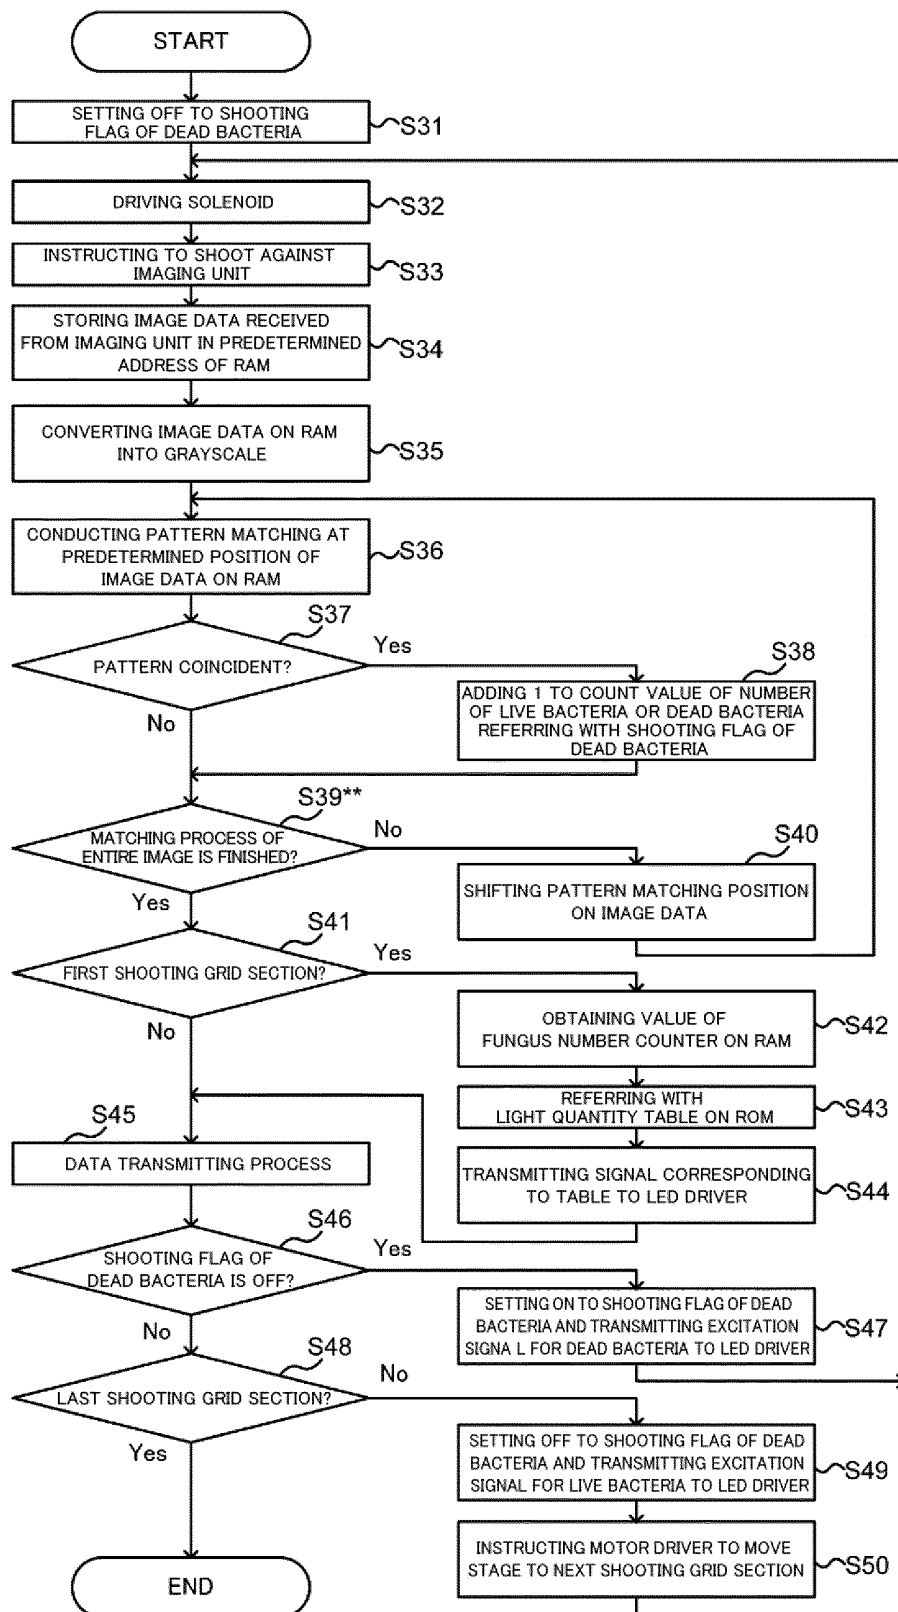 START
SETTING OFF TO SHOOTING
FLAG OF DEAD BACTERIA
S31
DRIVING SOLENOID
S32
INSTRUCTING TO SHOOT AGAINST
IMAGING UNIT
S33
STORING IMAGE DATA RECEIVED
FROM IMAGING UNIT IN PREDETERMINED
ADDRESS OF RAM
S34
CONVERTING IMAGE DATA ON RAM
INTO GRAYSCALE
S35
CONDUCTING PATTERN MATCHING AT
PREDETERMINED POSITION OF
IMAGE DATA ON RAM
S36
S37
PATTERN COINCIDENT?
Yes
No
S38
ADDING 1 TO COUNT VALUE OF NUMBER
OF LIVE BACTERIA OR DEAD BACTERIA
REFERRING WITH SHOOTING FLAG OF
DEAD BACTERIA
S39**
MATCHING PROCESS OF
ENTIRE IMAGE IS FINISHED?
No
Yes
S40
SHIFTING PATTERN MATCHING POSITION
ON IMAGE DATA
S41
FIRST SHOOTING GRID SECTION?
Yes
No
OBTAINING VALUE OF
FUNGUS NUMBER COUNTER ON RAM
S42
REFERRING WITH
LIGHT QUANTITY TABLE ON ROM
S43
TRANSMITTING SIGNAL CORRESPONDING
TO TABLE TO LED DRIVER
S44
S45
DATA TRANSMITTING PROCESS
S46
SHOOTING FLAG OF
DEAD BACTERIA IS OFF?
Yes
No
SETTING ON TO SHOOTING FLAG OF DEAD
BACTERIA AND TRANSMITTING EXCITATION
SIGNA L FOR DEAD BACTERIA TO LED DRIVER
S47
S48
LAST SHOOTING GRID SECTION?
No
Yes
SETTING OFF TO SHOOTING FLAG OF DEAD
BACTERIA AND TRANSMITTING EXCITATION
SIGNAL FOR LIVE BACTERIA TO LED DRIVER
S49
INSTRUCTING MOTOR DRIVER TO MOVE
STAGE TO NEXT SHOOTING GRID SECTION
S50
END